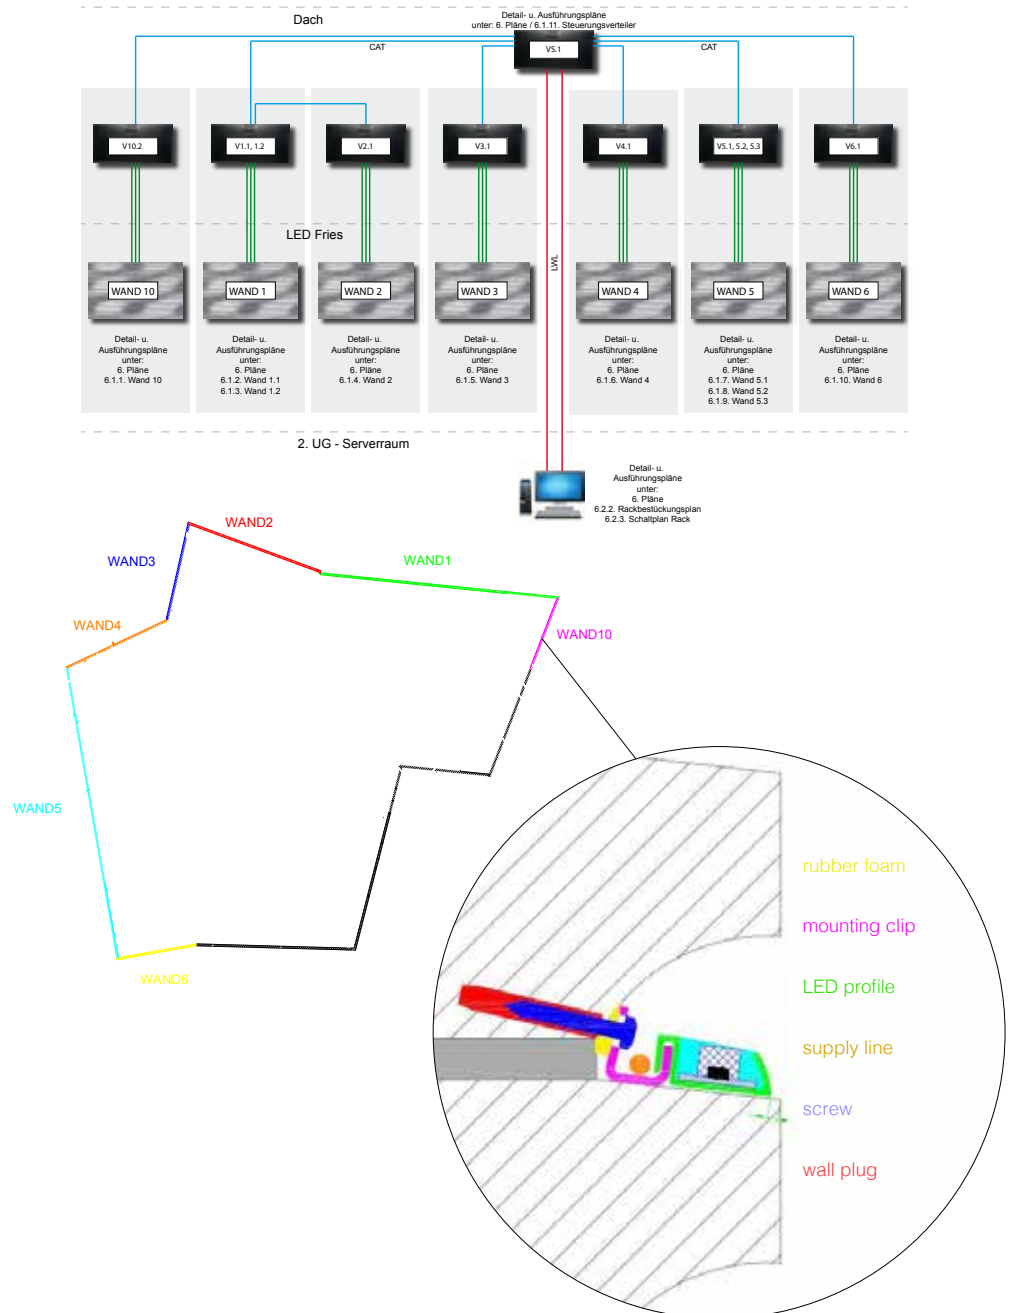 Dach
Detail- u. Ausführungspläne
unter: 6. Pläne / 6.1.11. Steuerungsverteiler
CAT
VS.1
CAT
V10.2
V1.1, 1.2
V2.1
V3.1
V4.1
V5.1, 5.2, 5.3
V6.1
LED Fries
LWL
WAND 10
WAND 1
WAND 2
WAND 3
WAND 4
WAND 5
WAND 6
Detail- u.
Ausführungspläne
unter:
6. Pläne
6.1.1. Wand 10
Detail- u.
Ausführungspläne
unter:
6. Pläne
6.1.2. Wand 1.1
6.1.3. Wand 1.2
Detail- u.
Ausführungspläne
unter:
6. Pläne
6.1.4. Wand 2
Detail- u.
Ausführungspläne
unter:
6. Pläne
6.1.5. Wand 3
Detail- u.
Ausführungspläne
unter:
6. Pläne
6.1.6. Wand 4
Detail- u.
Ausführungspläne
unter:
6. Pläne
6.1.7. Wand 5.1
6.1.8. Wand 5.2
6.1.9. Wand 5.3
Detail- u.
Ausführungspläne
unter:
6. Pläne
6.1.10. Wand 6
2. UG - Serverraum
Detail- u.
Ausführungspläne
unter:
6. Pläne
6.2.2. Rackbestückungsplan
6.2.3. Schaltplan Rack
WAND2
WAND3
WAND1
WAND4
WAND10
WAND5
WAND6
rubber foam
mounting clip
LED profile
supply line
screw
wall plug